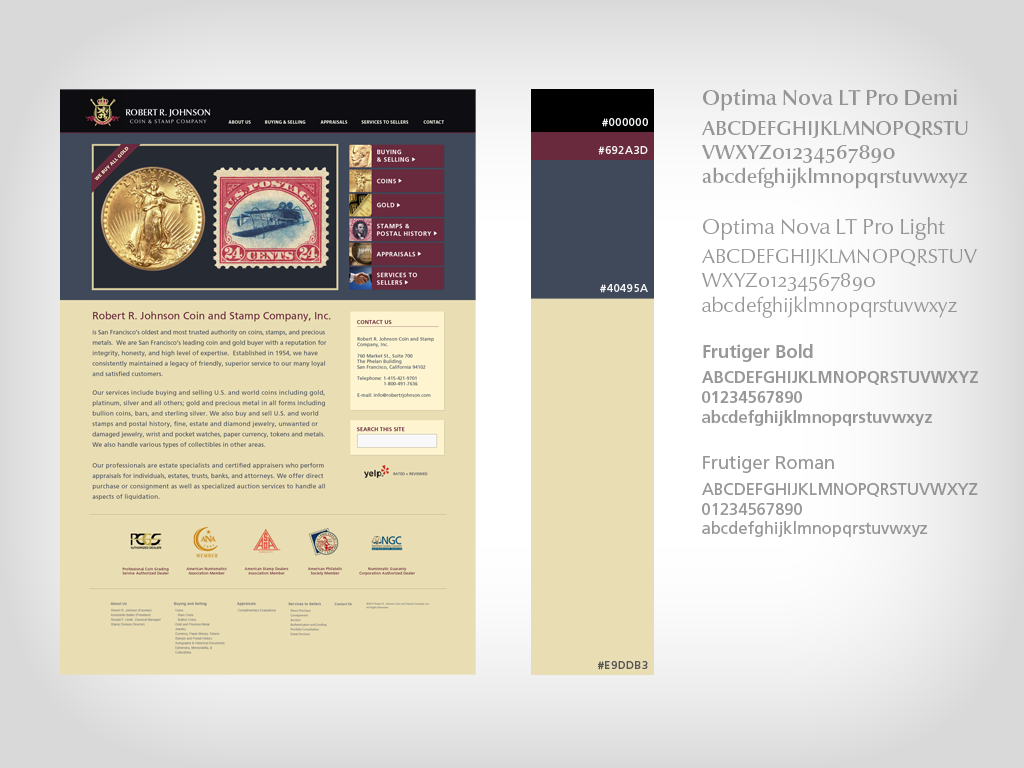 ROBERT R. JOHNSON
COIN & STAMP COMPANY
ABOUT US BUYING & SELLING APPRAISALS SERVICES TO SELLERS CONTACT
WE BUY ALL GOLD
U.S. POSTAGE
24 CENTS 24
BUYING
& SELLING
COINS
GOLD
STAMPS &
POSTAL HISTORY
APPRAISALS
SERVICES TO
SELLERS
Robert R. Johnson Coin and Stamp Company, Inc.
is San Francisco's oldest and most trusted authority on coins, stamps, and precious
metals. We are San Francisco's leading coin and gold buyer with a reputation for
integrity, honesty, and high level of expertise. Established in 1954, we have
consistently maintained a legacy of friendly, superior service to our many loyal
and satisfied customers.
Our services include buying and selling U.S. and world coins including gold,
platinum, silver and all others; gold and precious metal in all forms including
bullion coins, bars, and sterling silver. We also buy and sell U.S. and world
stamps and postal history, fine, estate and diamond jewelry, unwanted or
damaged jewelry, wrist and pocket watches, paper currency, tokens and metals.
We also handle various types of collectibles in other areas.
Our professionals are estate specialists and certified appraisers who perform
appraisals for individuals, estates, trusts, banks, and attorneys. We offer direct
purchase or consignment as well as specialized auction services to handle all
aspects of liquidation.
CONTACT US
Robert R. Johnson Coin and Stamp
Company, Inc.
760 Market St., Suite 700
The Phelan Building
San Francisco, California 94102
Telephone: 1-415-421-9701
1-800-491-7636
E-mail: info@robertrjohnson.com
SEARCH THIS SITE
yelp RATED + REVIEWED
PCGS
AUTHORIZED DEALER
ANA
MEMBER
NGC
Professional Coin Grading
Service Authorized Dealer
American Numismatics
Association Member
American Stamp Dealers
Association Member
American Philatelic
Society Member
Numismatic Guaranty
Corporation Authorized Dealer
About Us
Buying and Selling
Coins
Appraisals
Complimentary Evaluations
Services to Sellers
Contact Us
#000000
#692A3D
#40495A
#E9DDB3
Optima Nova LT Pro Demi
ABCDEFGHIJKLMNOPQRSTU
VWXYZ01234567890
abcdefghijklmnopqrstuvwxyz
Optima Nova LT Pro Light
ABCDEFGHIJKLMNOPQRSTUV
WXYZ01234567890
abcdefghijklmnopqrstuvwxyz
Frutiger Bold
ABCDEFGHIJKLMNOPQRSTUVWXYZ
01234567890
abcdefghijklmnopqrstuvwxyz
Frutiger Roman
ABCDEFGHIJKLMNOPQRSTUVWXYZ
01234567890
abcdefghijklmnopqrstuvwxyz